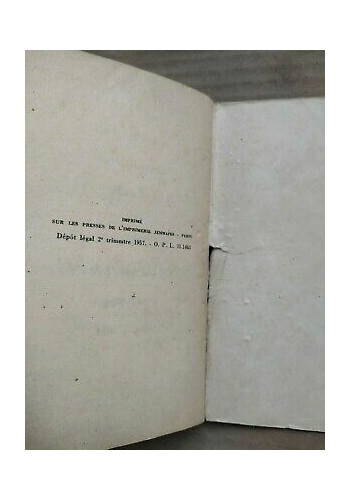 IMPRIMÉ
SUR LES PRESSES DE L'IMPRIMERIE JEMMAPES - PARIS
Dépôt légal 2e trimestre 1957. - O. P. L.